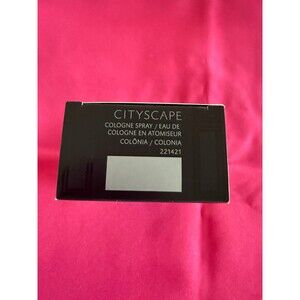 CITYSCAPE
COLOGNE SPRAY / EAU DE
COLOGNE EN ATOMISEUR
COLÔNIA / COLONIA
221421